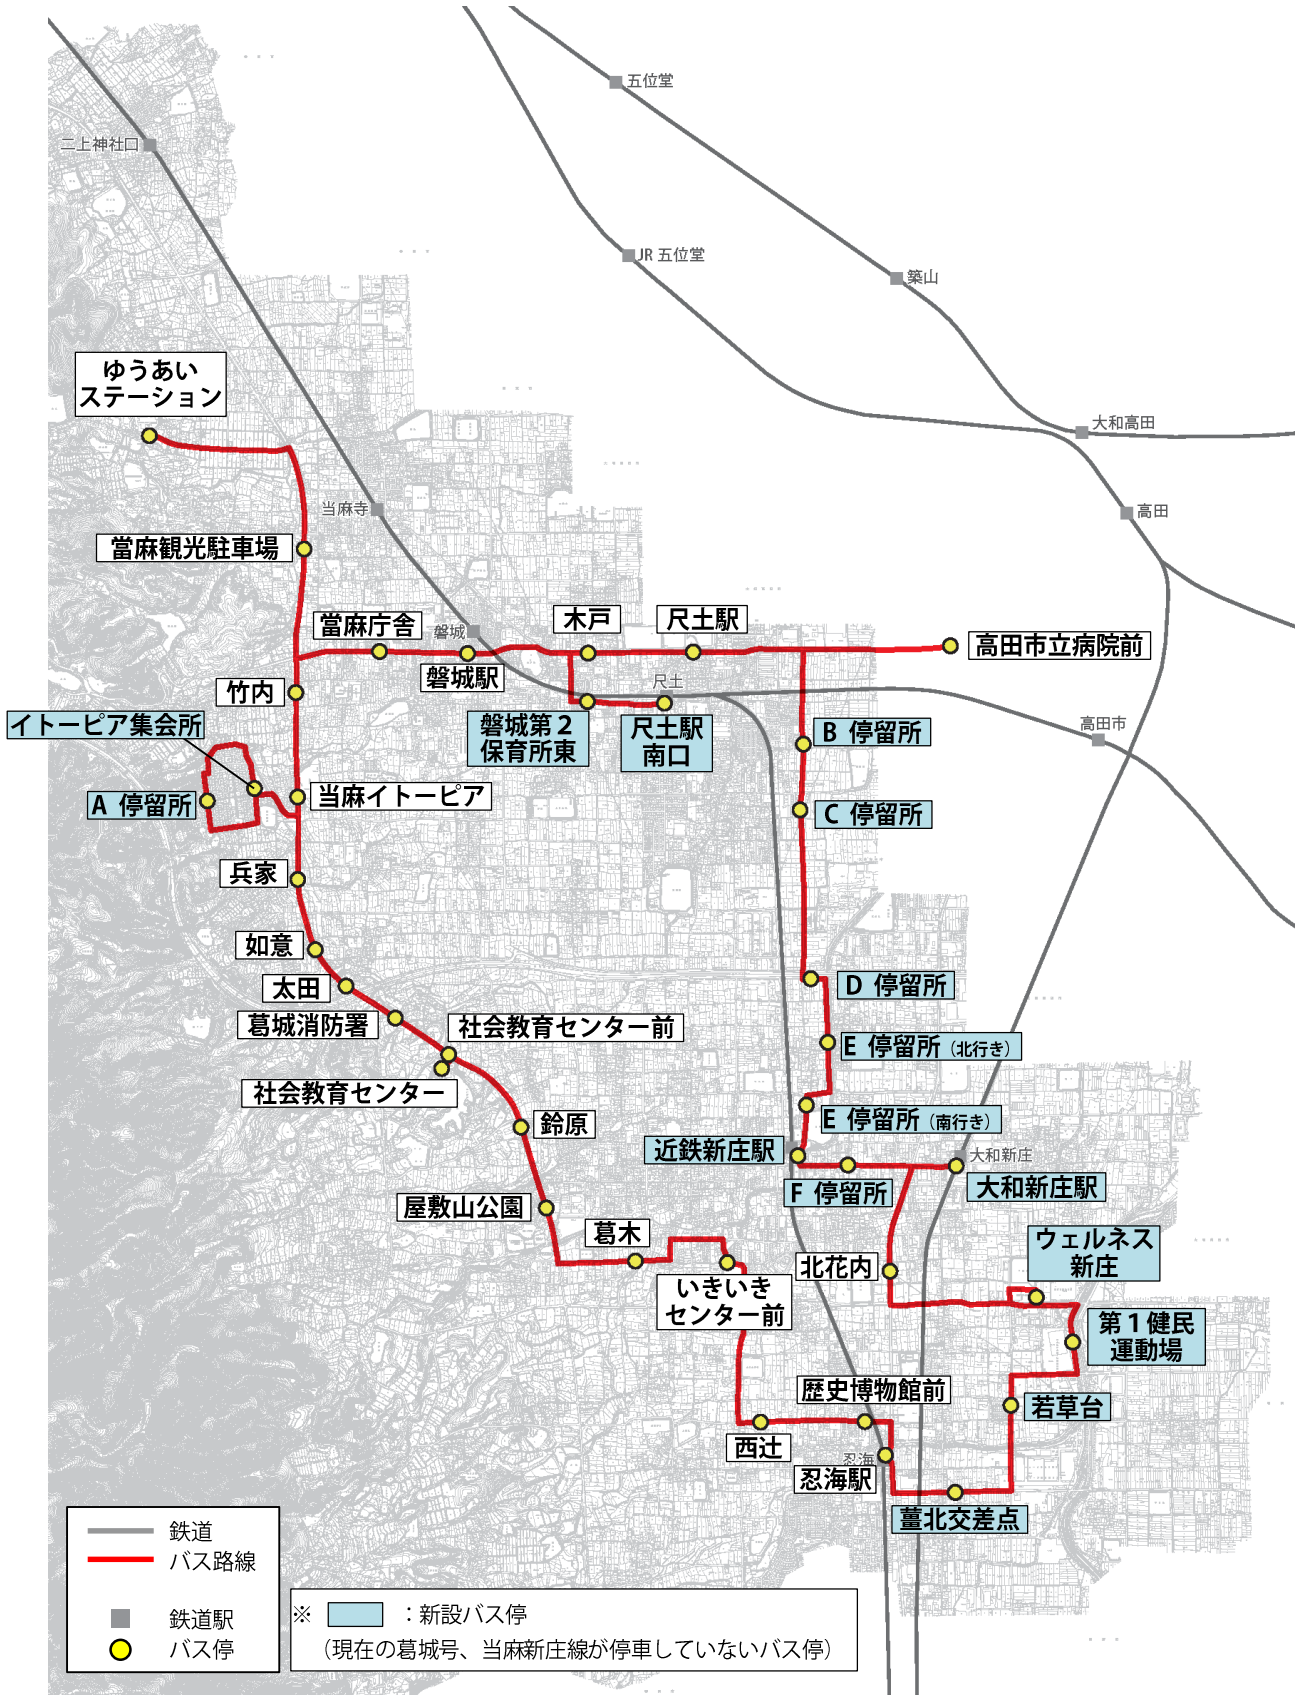 五位堂
二上神社口
JR 五位堂
築山
ゆうあい
ステーション
大和高田
当麻寺
高田
當麻観光駐車場
當麻庁舎
磐城
木戸
尺土駅
高田市立病院前
磐城駅
竹内
尺土
イトーピア集会所
磐城第２
保育所東
尺土駅
南口
B 停留所
高田市
A 停留所
当麻イトーピア
C 停留所
兵家
如意
太田
D 停留所
葛城消防署
社会教育センター前
E 停留所（北行き）
社会教育センター
鈴原
E 停留所（南行き）
近鉄新庄駅
大和新庄
F 停留所
大和新庄駅
屋敷山公園
葛木
ウェルネス
新庄
北花内
いきいき
センター前
第１健民
運動場
歴史博物館前
若草台
西辻
忍海
忍海駅
薑北交差点
鉄道
バス路線
鉄道駅
バス停
※ ：新設バス停
（現在の葛城号、当麻新庄線が停車していないバス停）